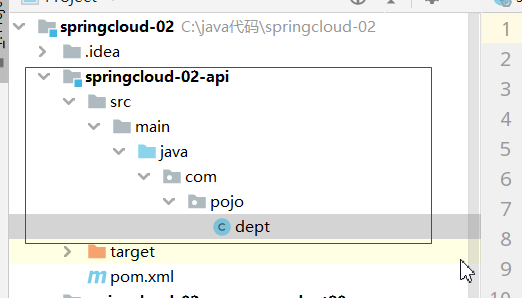 springcloud-02 C:\java代码\springcloud-02
1
.idea
2
springcloud-02-api
3
src
4
main
5
java
6
com
pojo
7
dept
8
target
9
pom.xml
10